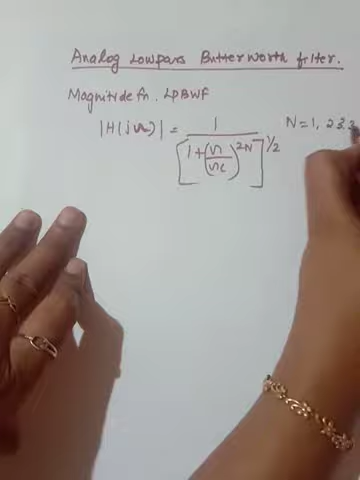 Analog Lowpass Butterworth filter.
Magnitude fn. LPBWF
|H(jΩ)| = 1 / [1+(Ω/Ωc)^2N]^1/2 N=1, 2,3,